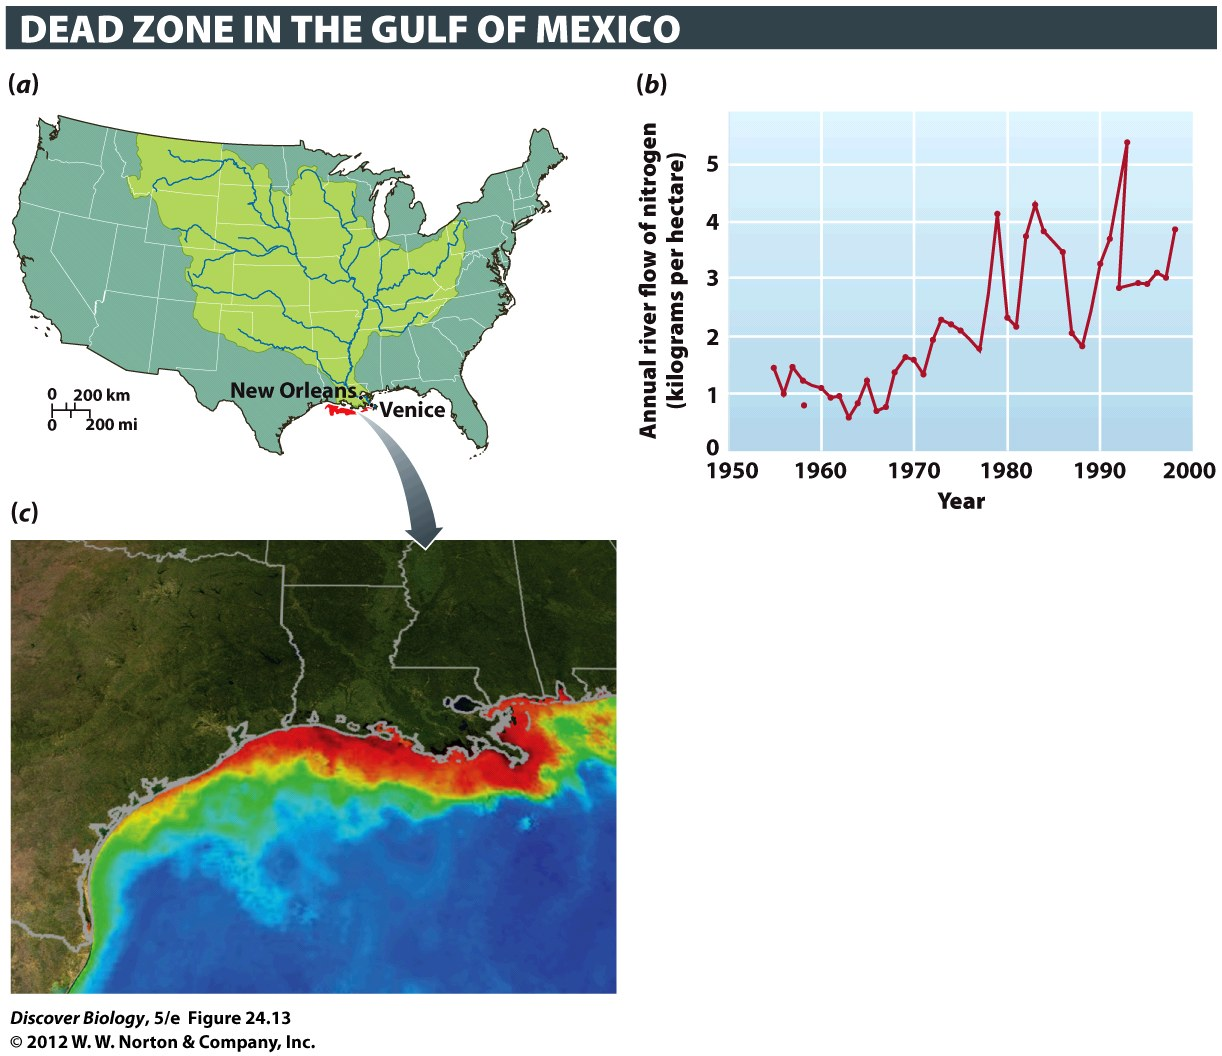 DEAD ZONE IN THE GULF OF MEXICO
(a)
New Orleans
Venice
0 200 km
0 200 mi
(b)
Annual river flow of nitrogen
(kilograms per hectare)
5
4
3
2
1
0
1950 1960 1970 1980 1990 2000
Year
(c)
Discover Biology, 5/e Figure 24.13
© 2012 W. W. Norton & Company, Inc.